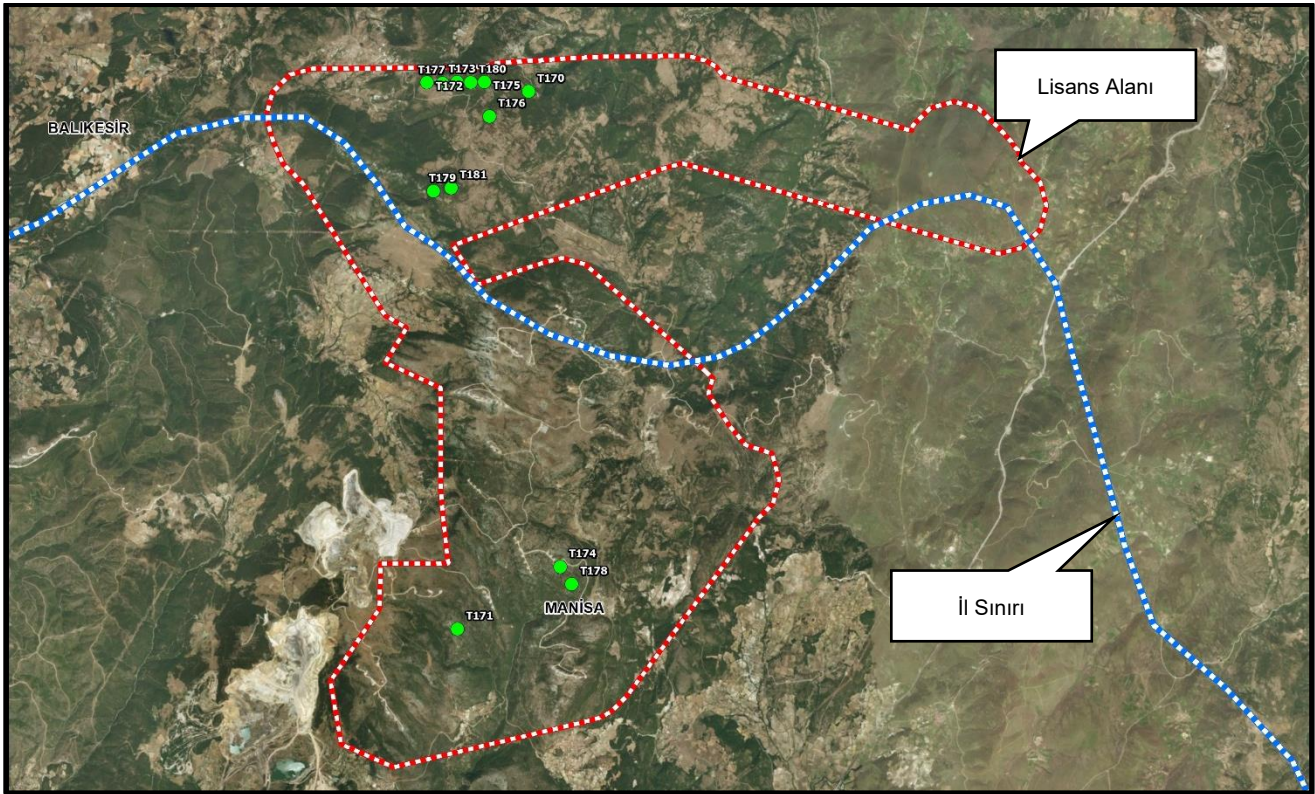 Lisans Alanı
T177
T173
T180
T170
T172
T175
T176
BALIKESİR
T179
T181
T174
T178
İl Sınırı
MANİSA
T171